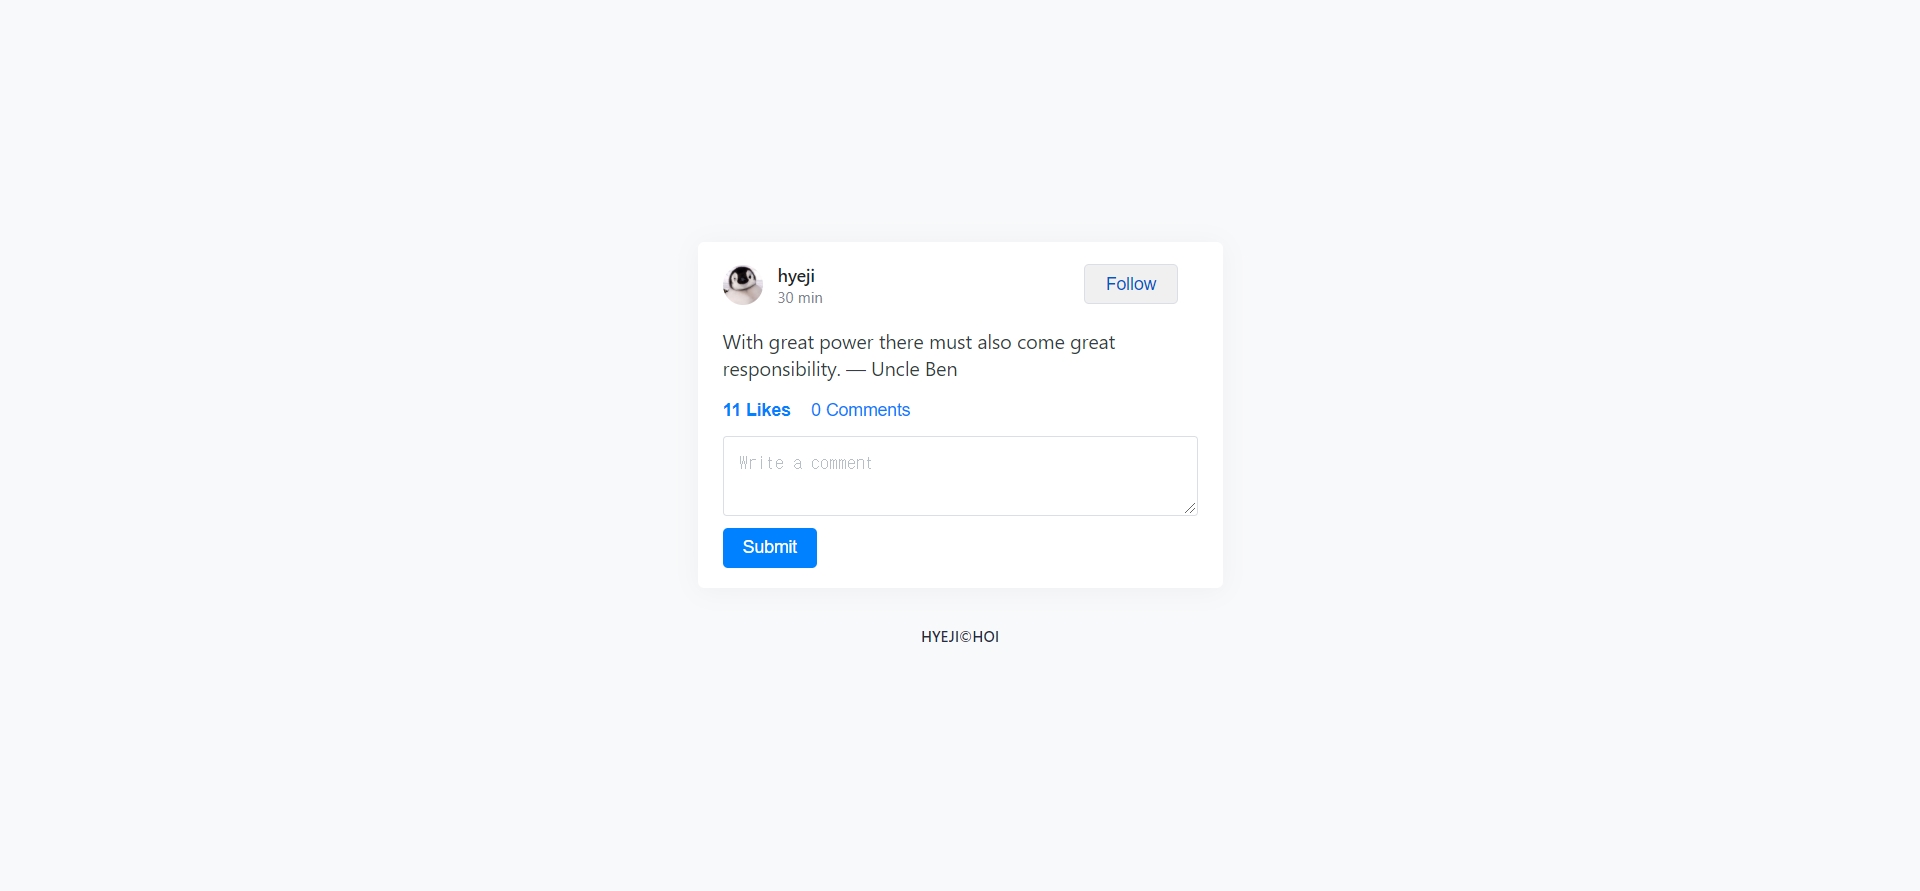 hyeji
30 min
Follow
With great power there must also come great
responsibility. — Uncle Ben
11 Likes 0 Comments
Write a comment
Submit
HYEJI©HOI